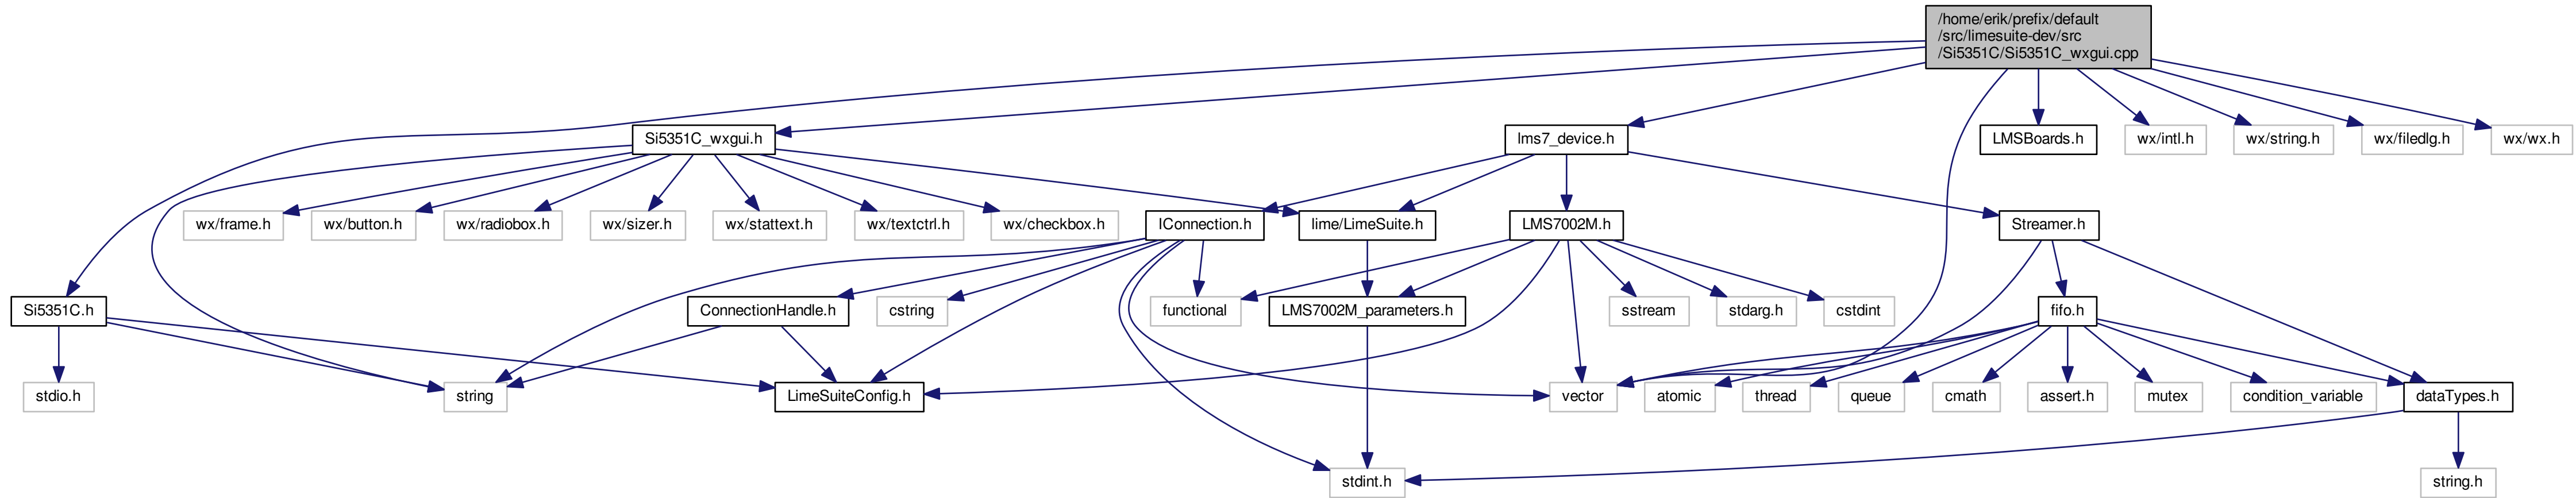 /home/erik/prefix/default
/src/limesuite-dev/src
/Si5351C/Si5351C_wxgui.cpp
Si5351C_wxgui.h
lms7_device.h
LMSBoards.h
wx/intl.h
wx/string.h
wx/filedlg.h
wx/wx.h
wx/frame.h
wx/button.h
wx/radiobox.h
wx/sizer.h
wx/stattext.h
wx/textctrl.h
wx/checkbox.h
IConnection.h
lime/LimeSuite.h
LMS7002M.h
Streamer.h
Si5351C.h
ConnectionHandle.h
cstring
functional
LMS7002M_parameters.h
sstream
stdarg.h
cstdint
fifo.h
stdio.h
string
LimeSuiteConfig.h
vector
atomic
thread
queue
cmath
assert.h
mutex
condition_variable
dataTypes.h
stdint.h
string.h